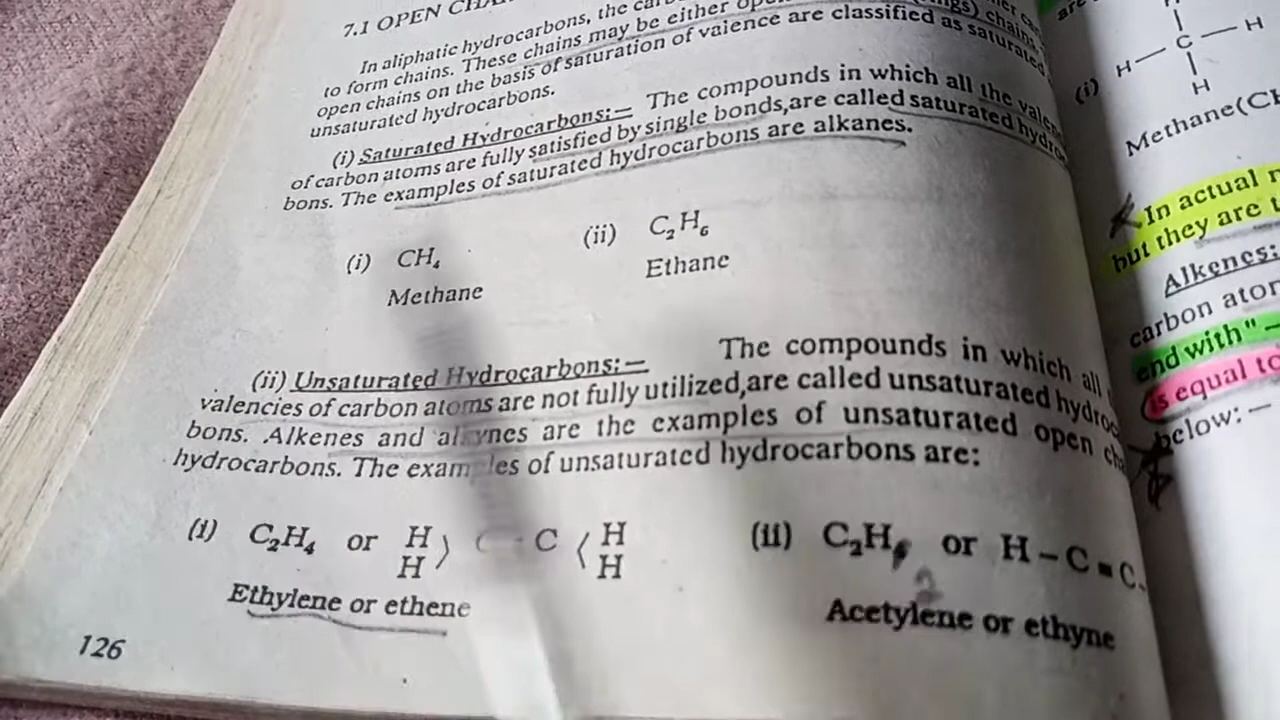 7.1 OPEN
In aliphatic hydrocarbons, the
to form chains. These chains may be either
open chains on the basis of saturation of valence are classified as saturated
unsaturated hydrocarbons.
(i) Saturated Hydrocarbons:— The compounds in which all the
of carbon atoms are fully satisfied by single bonds,are called saturated
bons. The examples of saturated hydrocarbons are alkanes.
(i) CH₄ (ii) C₂H₆
Methane Ethane
(ii) Unsaturated Hydrocarbons:— The compounds in which all
valencies of carbon atoms are not fully utilized,are called unsaturated hydroc
bons. Alkenes and alkynes are the examples of unsaturated open
hydrocarbons. The examples of unsaturated hydrocarbons are:
(i) C₂H₄ or H H ⟩ C C ⟨ H H (ii) C₂H or H – C ≡ C
2
Ethylene or ethene Acetylene or ethyne
126
H
C — H
(i) H
H
Methane(CH
In actual
but they are
Alkenes:
carbon ator
end with" —
is equal to
below: —